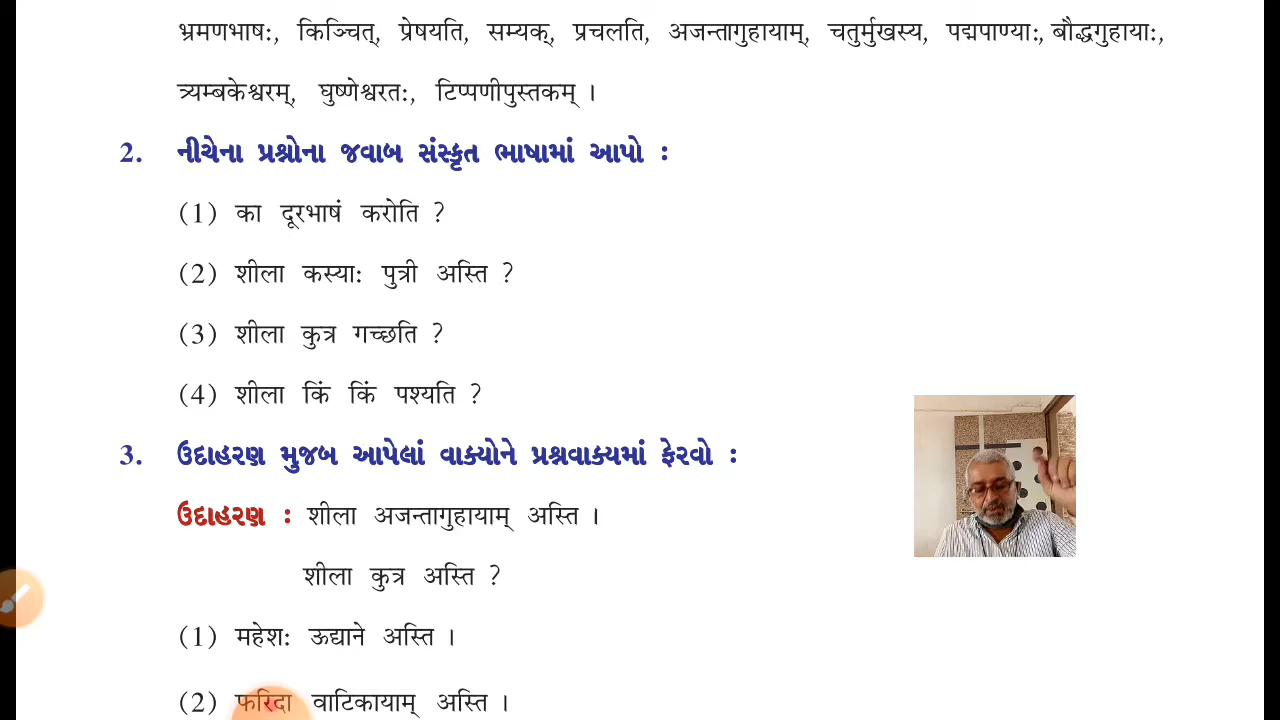 भ्रमणभाषः, किञ्चित्, प्रेषयति, सम्यक्, प्रचलति, अजन्तागुहायाम्, चतुर्मुखस्य, पद्मपाण्याः, बौद्धगुहायाः,
त्र्यम्बकेश्वरम्, घुष्णेश्वरतः, टिप्पणीपुस्तकम् ।
2. નીચેના પ્રશ્નોના જવાબ સંસ્કૃત ભાષામાં આપો :
(1) का दूरभाषं करोति ?
(2) शीला कस्याः पुत्री अस्ति ?
(3) शीला कुत्र गच्छति ?
(4) शीला किं किं पश्यति ?
3. ઉદાહરણ મુજબ આપેલાં વાક્યોને પ્રશ્નવાક્યમાં ફેરવો :
ઉદાહરણ : शीला अजन्तागुहायाम् अस्ति ।
शीला कुत्र अस्ति ?
(1) महेशः ऊद्याने अस्ति ।
(2) फरिदा वाटिकायाम् अस्ति ।